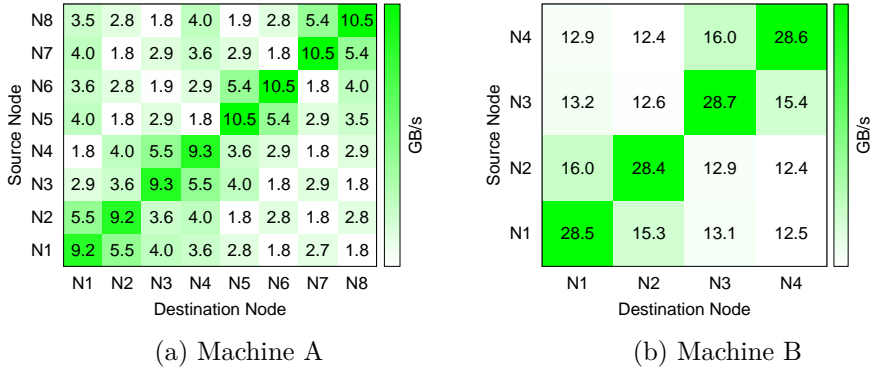 N8 3.5 2.8 1.8 4.0 1.9 2.8 5.4 10.5
N7 4.0 1.8 2.9 3.6 2.9 1.8 10.5 5.4
N6 3.6 2.8 1.9 2.9 5.4 10.5 1.8 4.0
N5 4.0 1.8 2.9 1.8 10.5 5.4 2.9 3.5
N4 1.8 4.0 5.5 9.3 3.6 2.9 1.8 2.9
N3 2.9 3.6 9.3 5.5 4.0 1.8 2.9 1.8
N2 5.5 9.2 3.6 4.0 1.8 2.8 1.8 2.8
N1 9.2 5.5 4.0 3.6 2.8 1.8 2.7 1.8
N1 N2 N3 N4 N5 N6 N7 N8
Source Node
Destination Node
GB/s
(a) Machine A
N4 12.9 12.4 16.0 28.6
N3 13.2 12.6 28.7 15.4
N2 16.0 28.4 12.9 12.4
N1 28.5 15.3 13.1 12.5
N1 N2 N3 N4
Source Node
Destination Node
GB/s
(b) Machine B